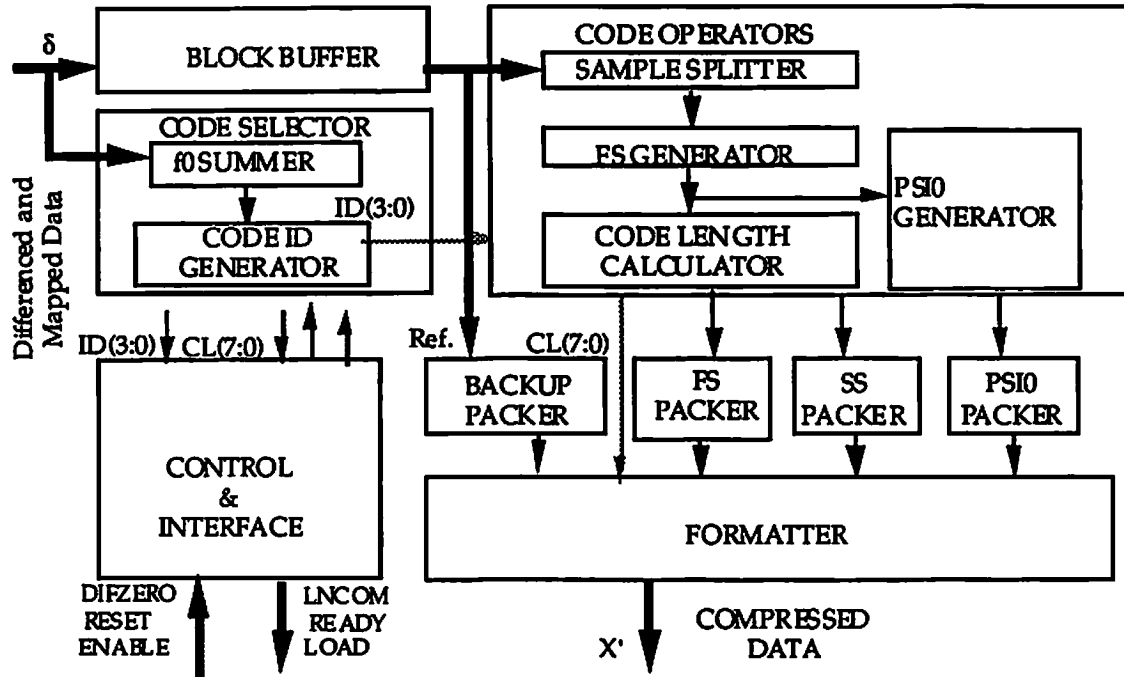 δ
BLOCK BUFFER
CODE OPERATORS
SAMPLE SPLITTER
CODE SELECTOR
f0 SUMMER
FS GENERATOR
PSI0
GENERATOR
ID(3:0)
CODE ID
GENERATOR
CODE LENGTH
CALCULATOR
Differenced and
Mapped Data
ID(3:0)
CL(7:0)
Ref.
CL(7:0)
BACKUP
PACKER
FS
PACKER
SS
PACKER
PSI0
PACKER
CONTROL
&
INTERFACE
FORMATTER
DIFZERO
RESET
ENABLE
LNCOM
READY
LOAD
X'
COMPRESSED
DATA